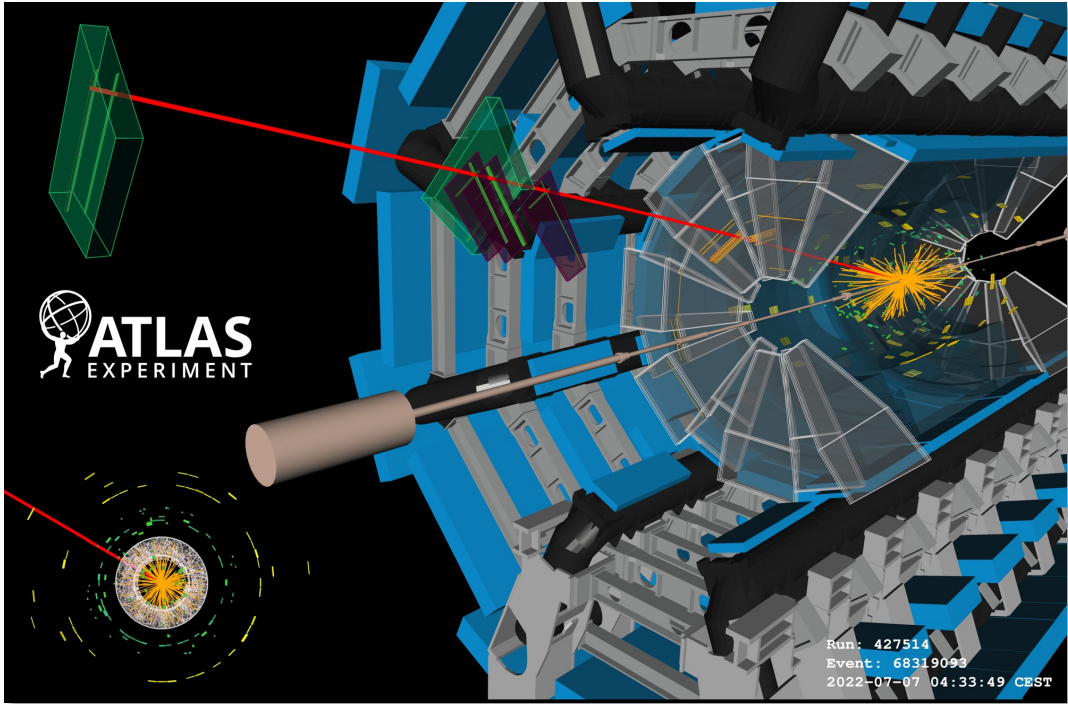 ATLAS
EXPERIMENT
Run: 427514
Event: 68319093
2022-07-07 04:33:49 CEST